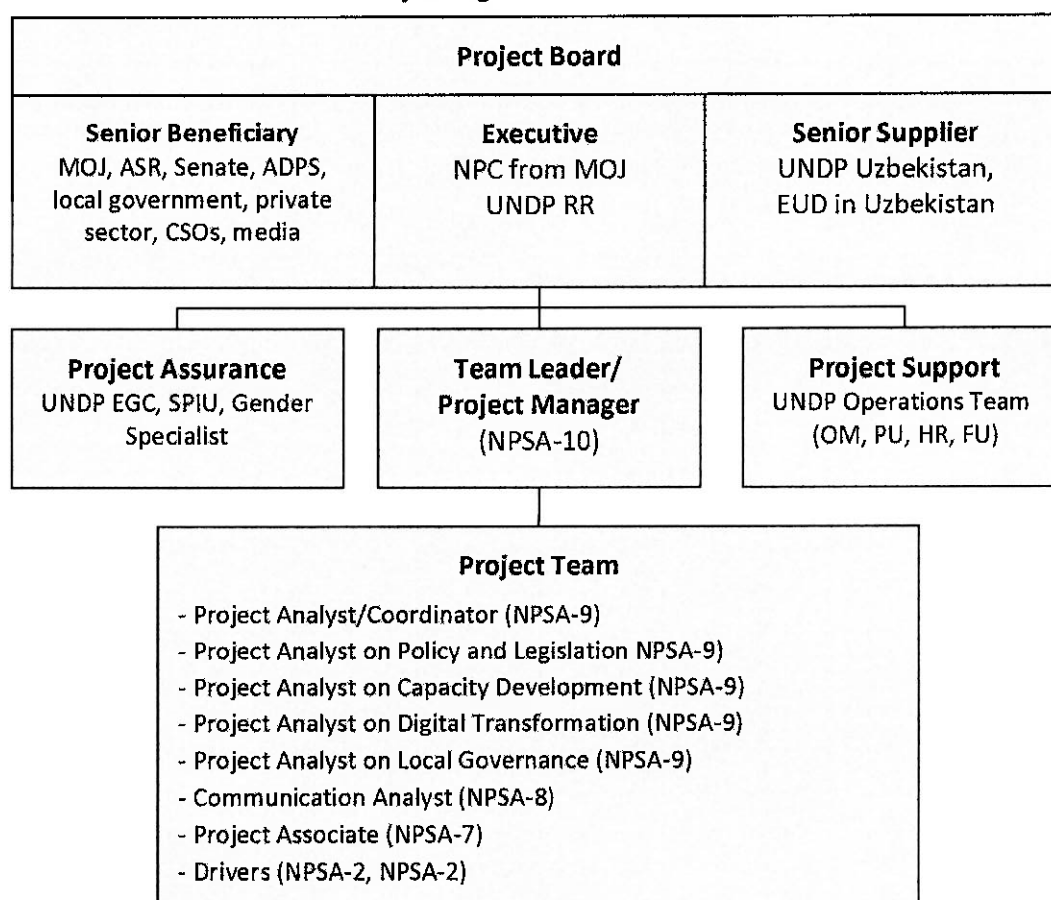 Project Board
Senior Beneficiary
MOJ, ASR, Senate, ADPS,
local government, private
sector, CSOs, media
Executive
NPC from MOJ
UNDP RR
Senior Supplier
UNDP Uzbekistan,
EUD in Uzbekistan
Project Assurance
UNDP EGC, SPIU, Gender
Specialist
Team Leader/
Project Manager
(NPSA-10)
Project Support
UNDP Operations Team
(OM, PU, HR, FU)
Project Team
- Project Analyst/Coordinator (NPSA-9)
- Project Analyst on Policy and Legislation NPSA-9)
- Project Analyst on Capacity Development (NPSA-9)
- Project Analyst on Digital Transformation (NPSA-9)
- Project Analyst on Local Governance (NPSA-9)
- Communication Analyst (NPSA-8)
- Project Associate (NPSA-7)
- Drivers (NPSA-2, NPSA-2)